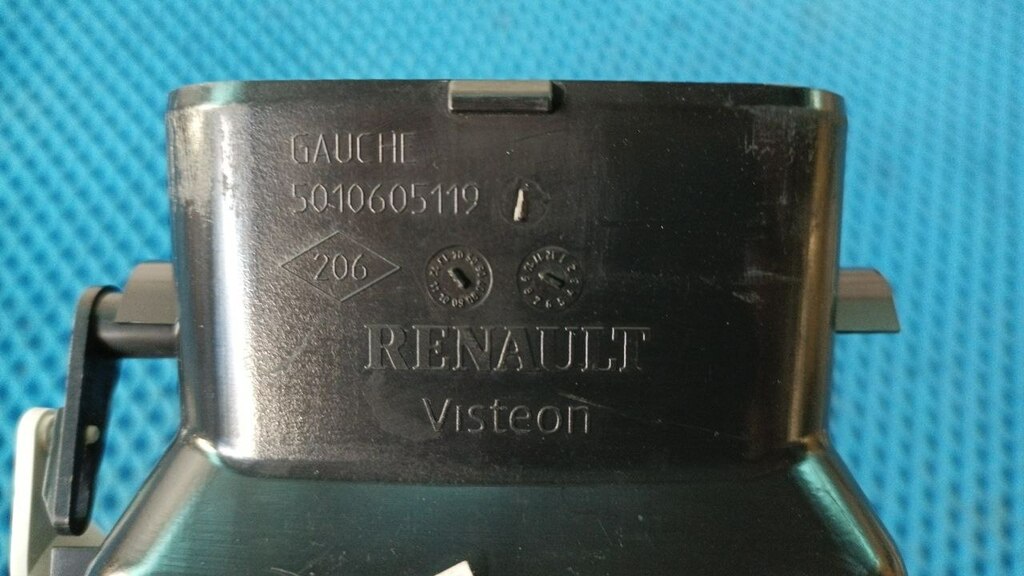 GAUCHE
5010605119
206
RENAULT
Visteon